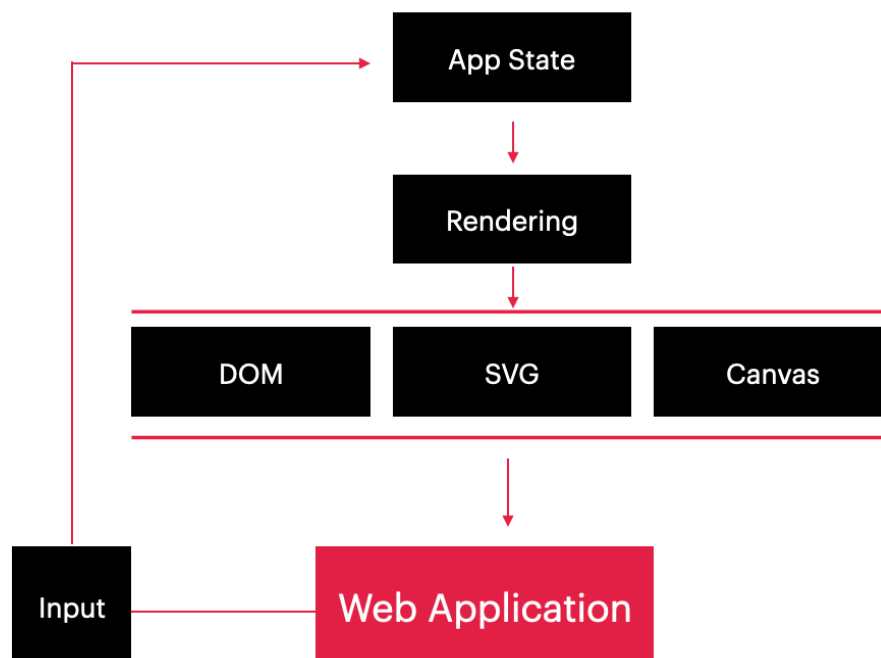 App State
Rendering
DOM
SVG
Canvas
Input
Web Application